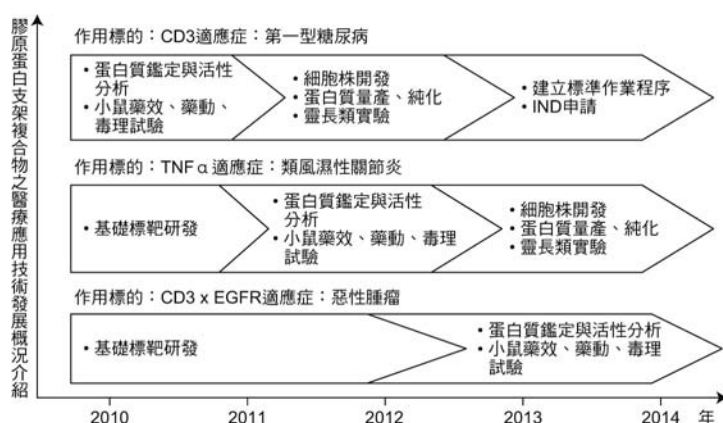 膠原蛋白支架複合物之醫療應用技術發展概況介紹
作用標的：CD3適應症：第一型糖尿病
• 蛋白質鑑定與活性
分析
• 小鼠藥效、藥動、
毒理試驗
• 細胞株開發
• 蛋白質量產、純化
• 靈長類實驗
• 建立標準作業程序
• IND申請
作用標的：TNFα適應症：類風濕性關節炎
• 基礎標靶研發
• 蛋白質鑑定與活性
分析
• 小鼠藥效、藥動、毒理
試驗
• 細胞株開發
• 蛋白質量產，純化
• 靈長類實驗
作用標的：CD3 x EGFR適應症：惡性腫瘤
• 基礎標靶研發
• 蛋白質鑑定與活性分析
• 小鼠藥效、藥動、毒理
試驗
2010 2011 2012 2013 2014 年